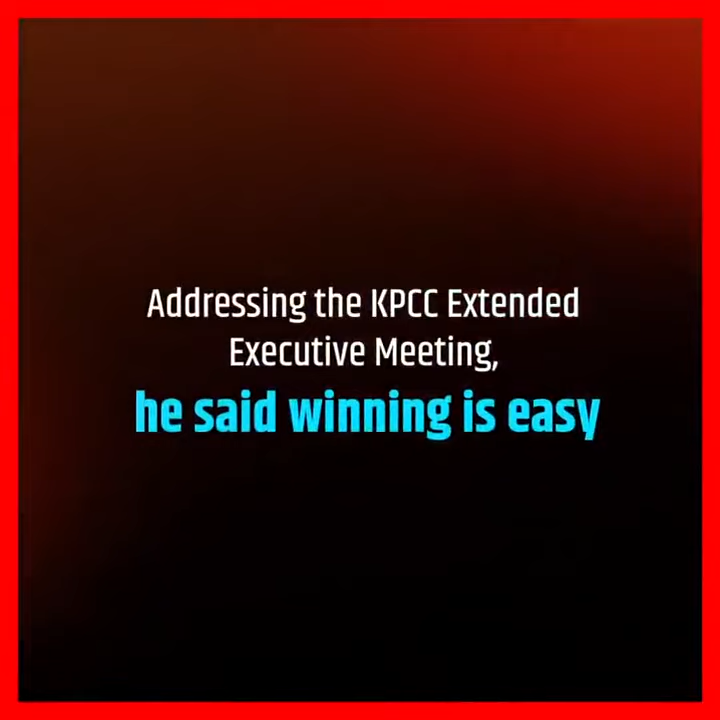 Addressing the KPCC Extended
Executive Meeting,
he said winning is easy